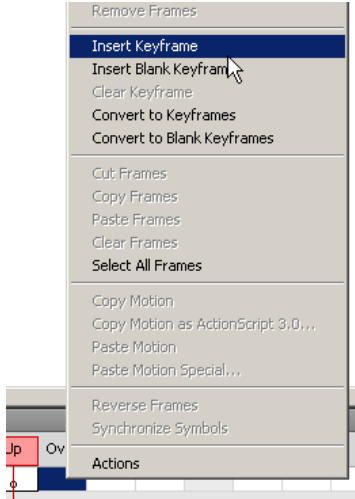 Remove Frames
Insert Keyframe
Insert Blank Keyframe
Clear Keyframe
Convert to Keyframes
Convert to Blank Keyframes
Cut Frames
Copy Frames
Paste Frames
Clear Frames
Select All Frames
Copy Motion
Copy Motion as ActionScript 3.0...
Paste Motion
Paste Motion Special...
Reverse Frames
Synchronize Symbols
Up Ov
Actions